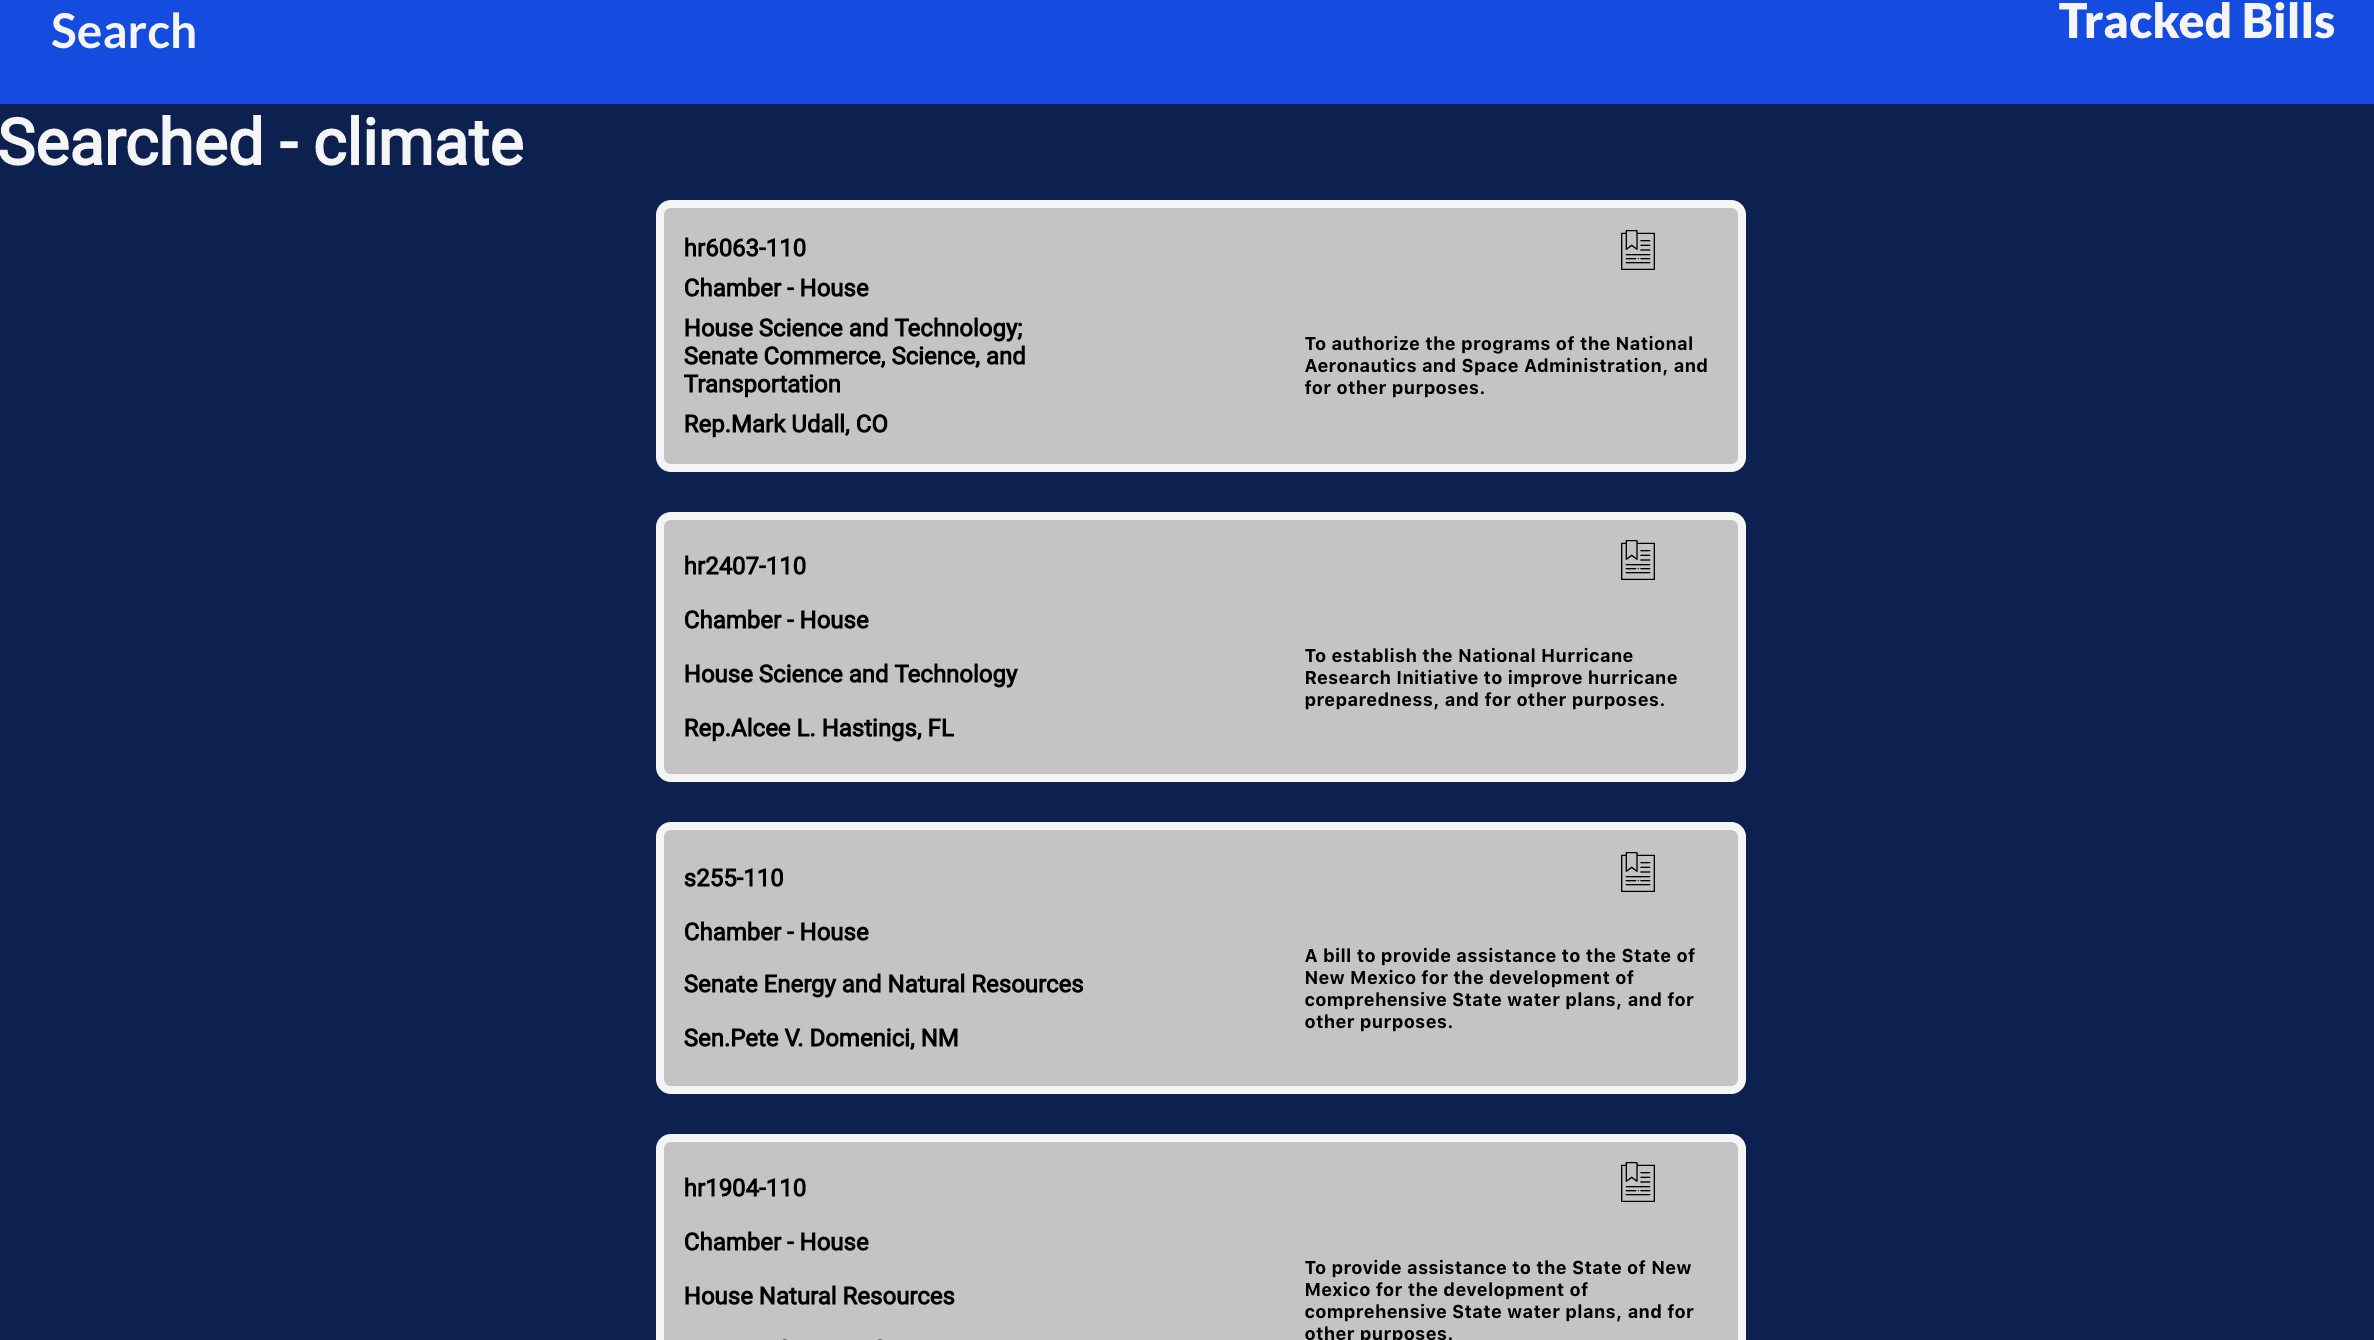 Search
Tracked Bills
Searched - climate
hr6063-110
Chamber - House
House Science and Technology;
Senate Commerce, Science, and
Transportation
Rep.Mark Udall, CO
To authorize the programs of the National
Aeronautics and Space Administration, and
for other purposes.
hr2407-110
Chamber - House
House Science and Technology
Rep.Alcee L. Hastings, FL
To establish the National Hurricane
Research Initiative to improve hurricane
preparedness, and for other purposes.
s255-110
Chamber - House
Senate Energy and Natural Resources
Sen.Pete V. Domenici, NM
A bill to provide assistance to the State of
New Mexico for the development of
comprehensive State water plans, and for
other purposes.
hr1904-110
Chamber - House
House Natural Resources
To provide assistance to the State of New
Mexico for the development of
comprehensive State water plans, and for
other purposes.